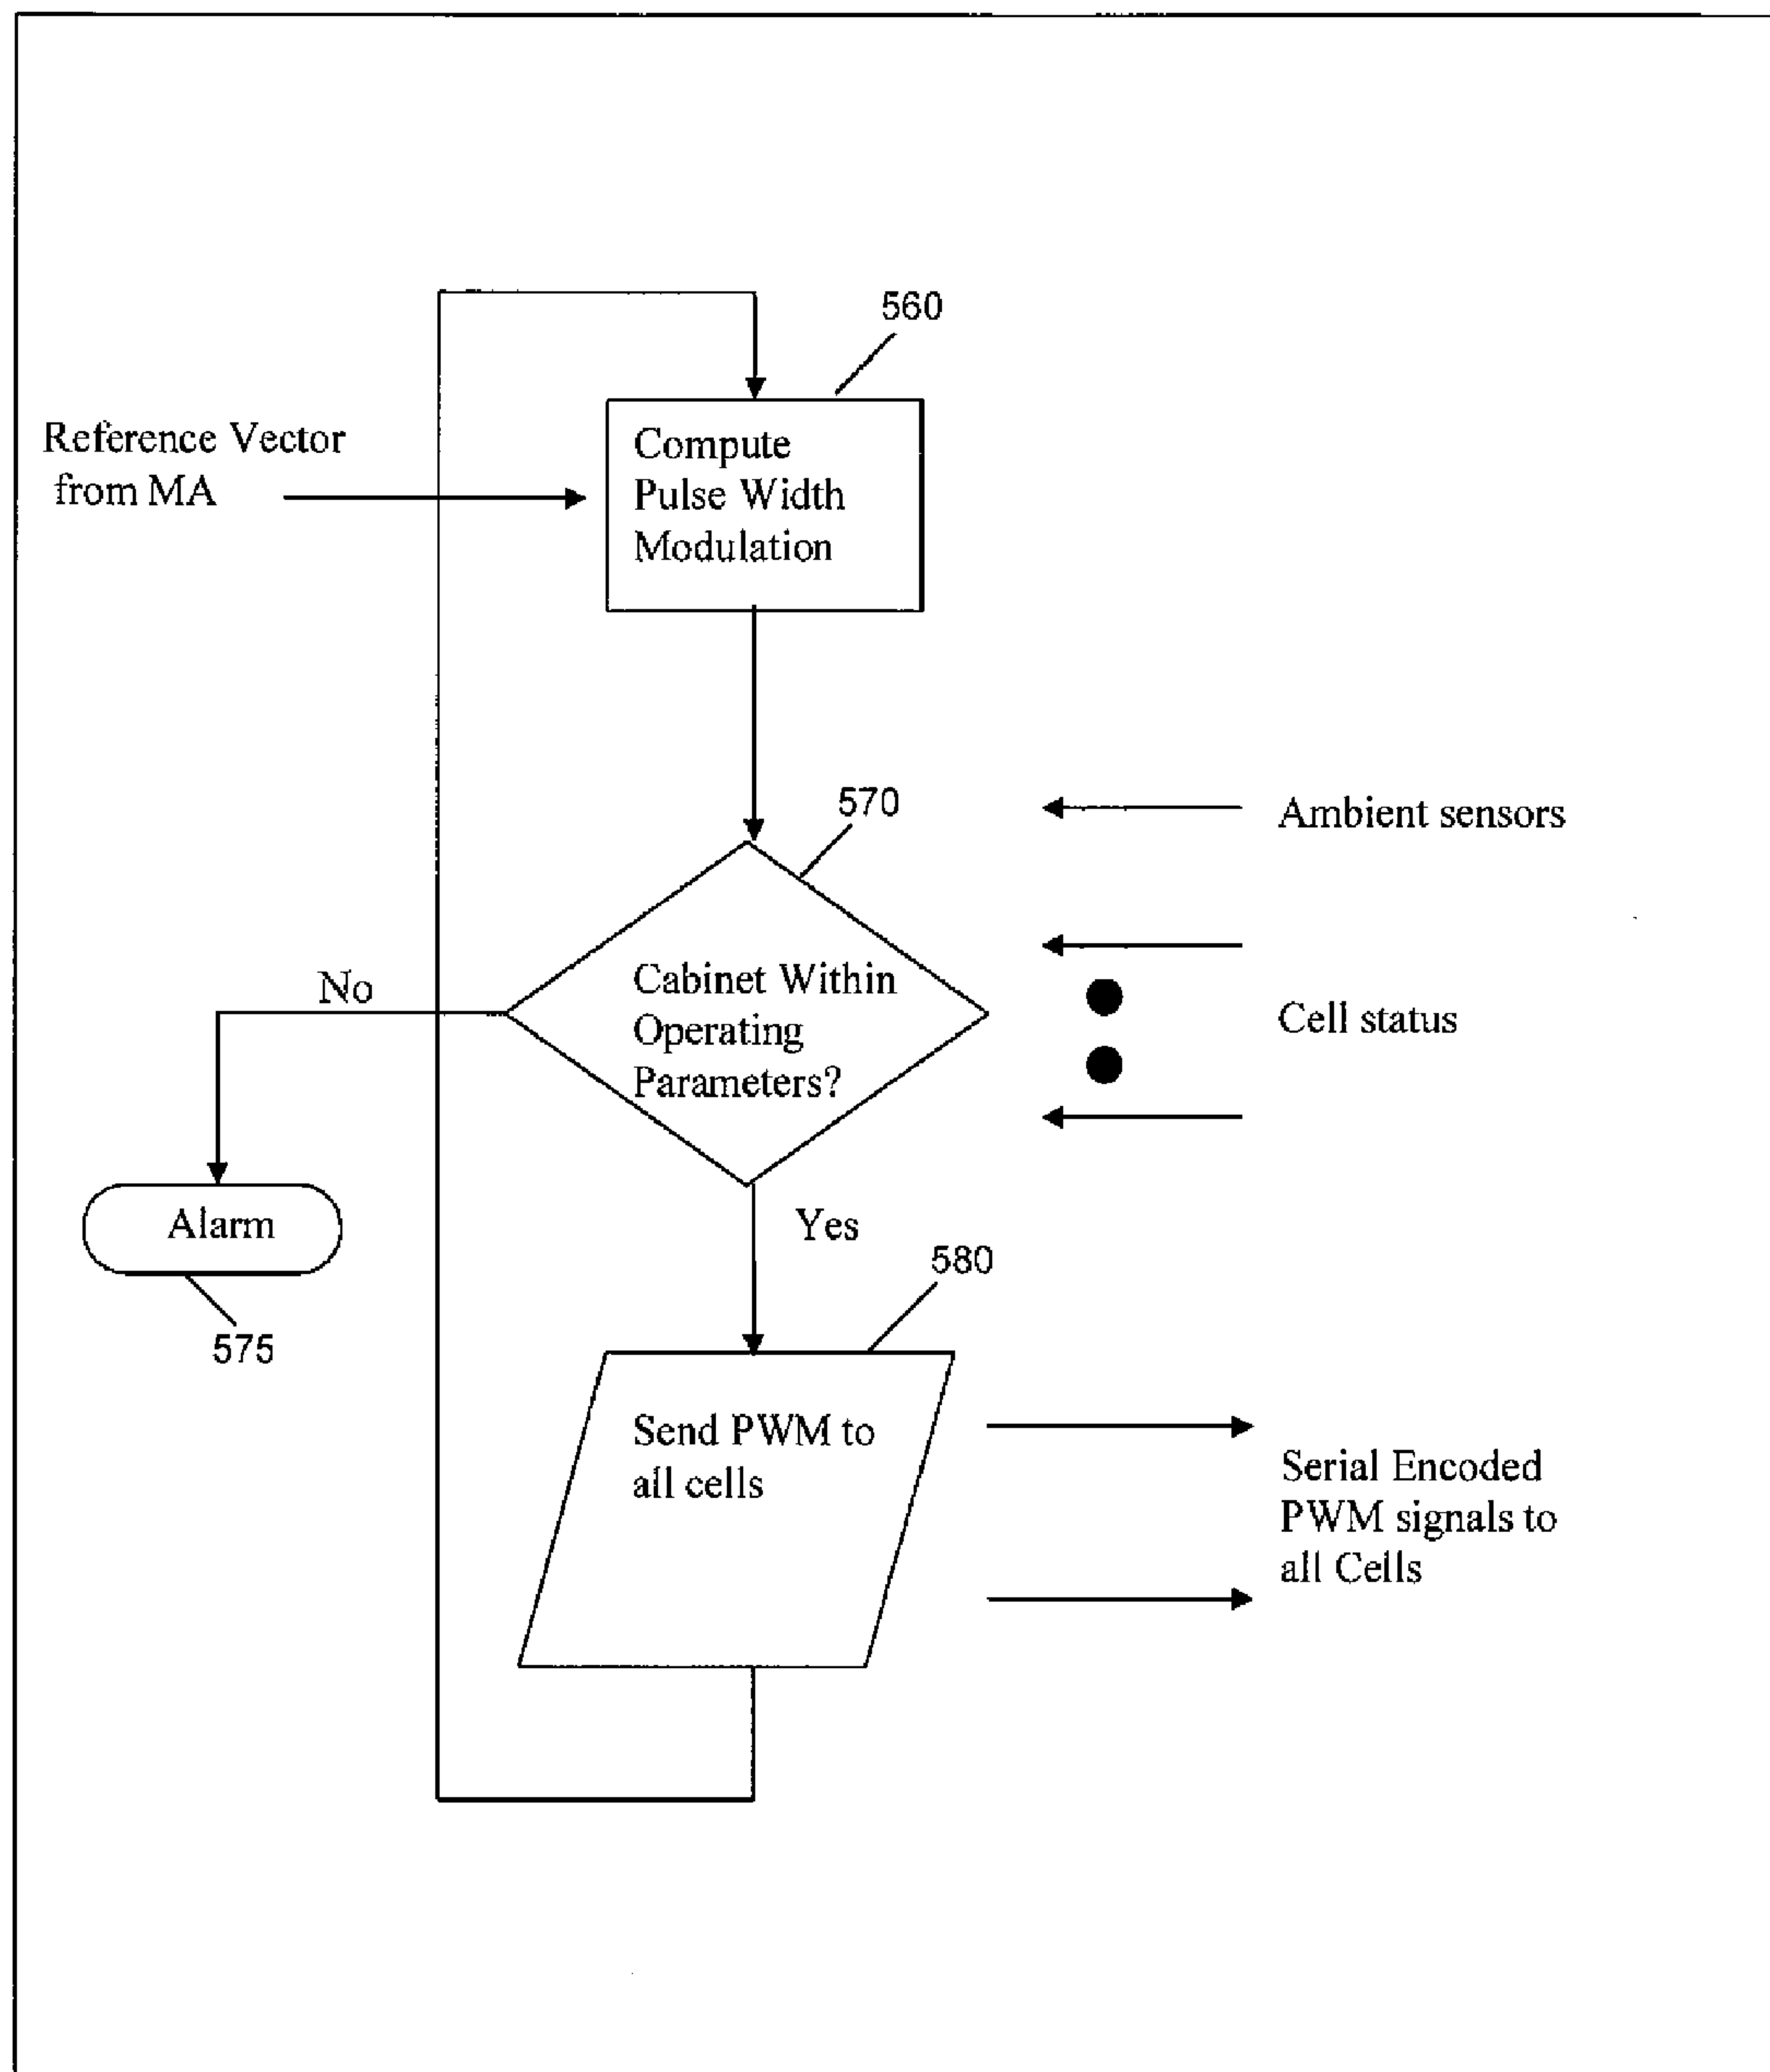 560
Reference Vector
from MA
Compute
Pulse Width
Modulation
570
Ambient sensors
No
Cabinet Within
Operating
Parameters?
Cell status
Alarm
Yes
575
580
Send PWM to
all cells
Serial Encoded
PWM signals to
all Cells